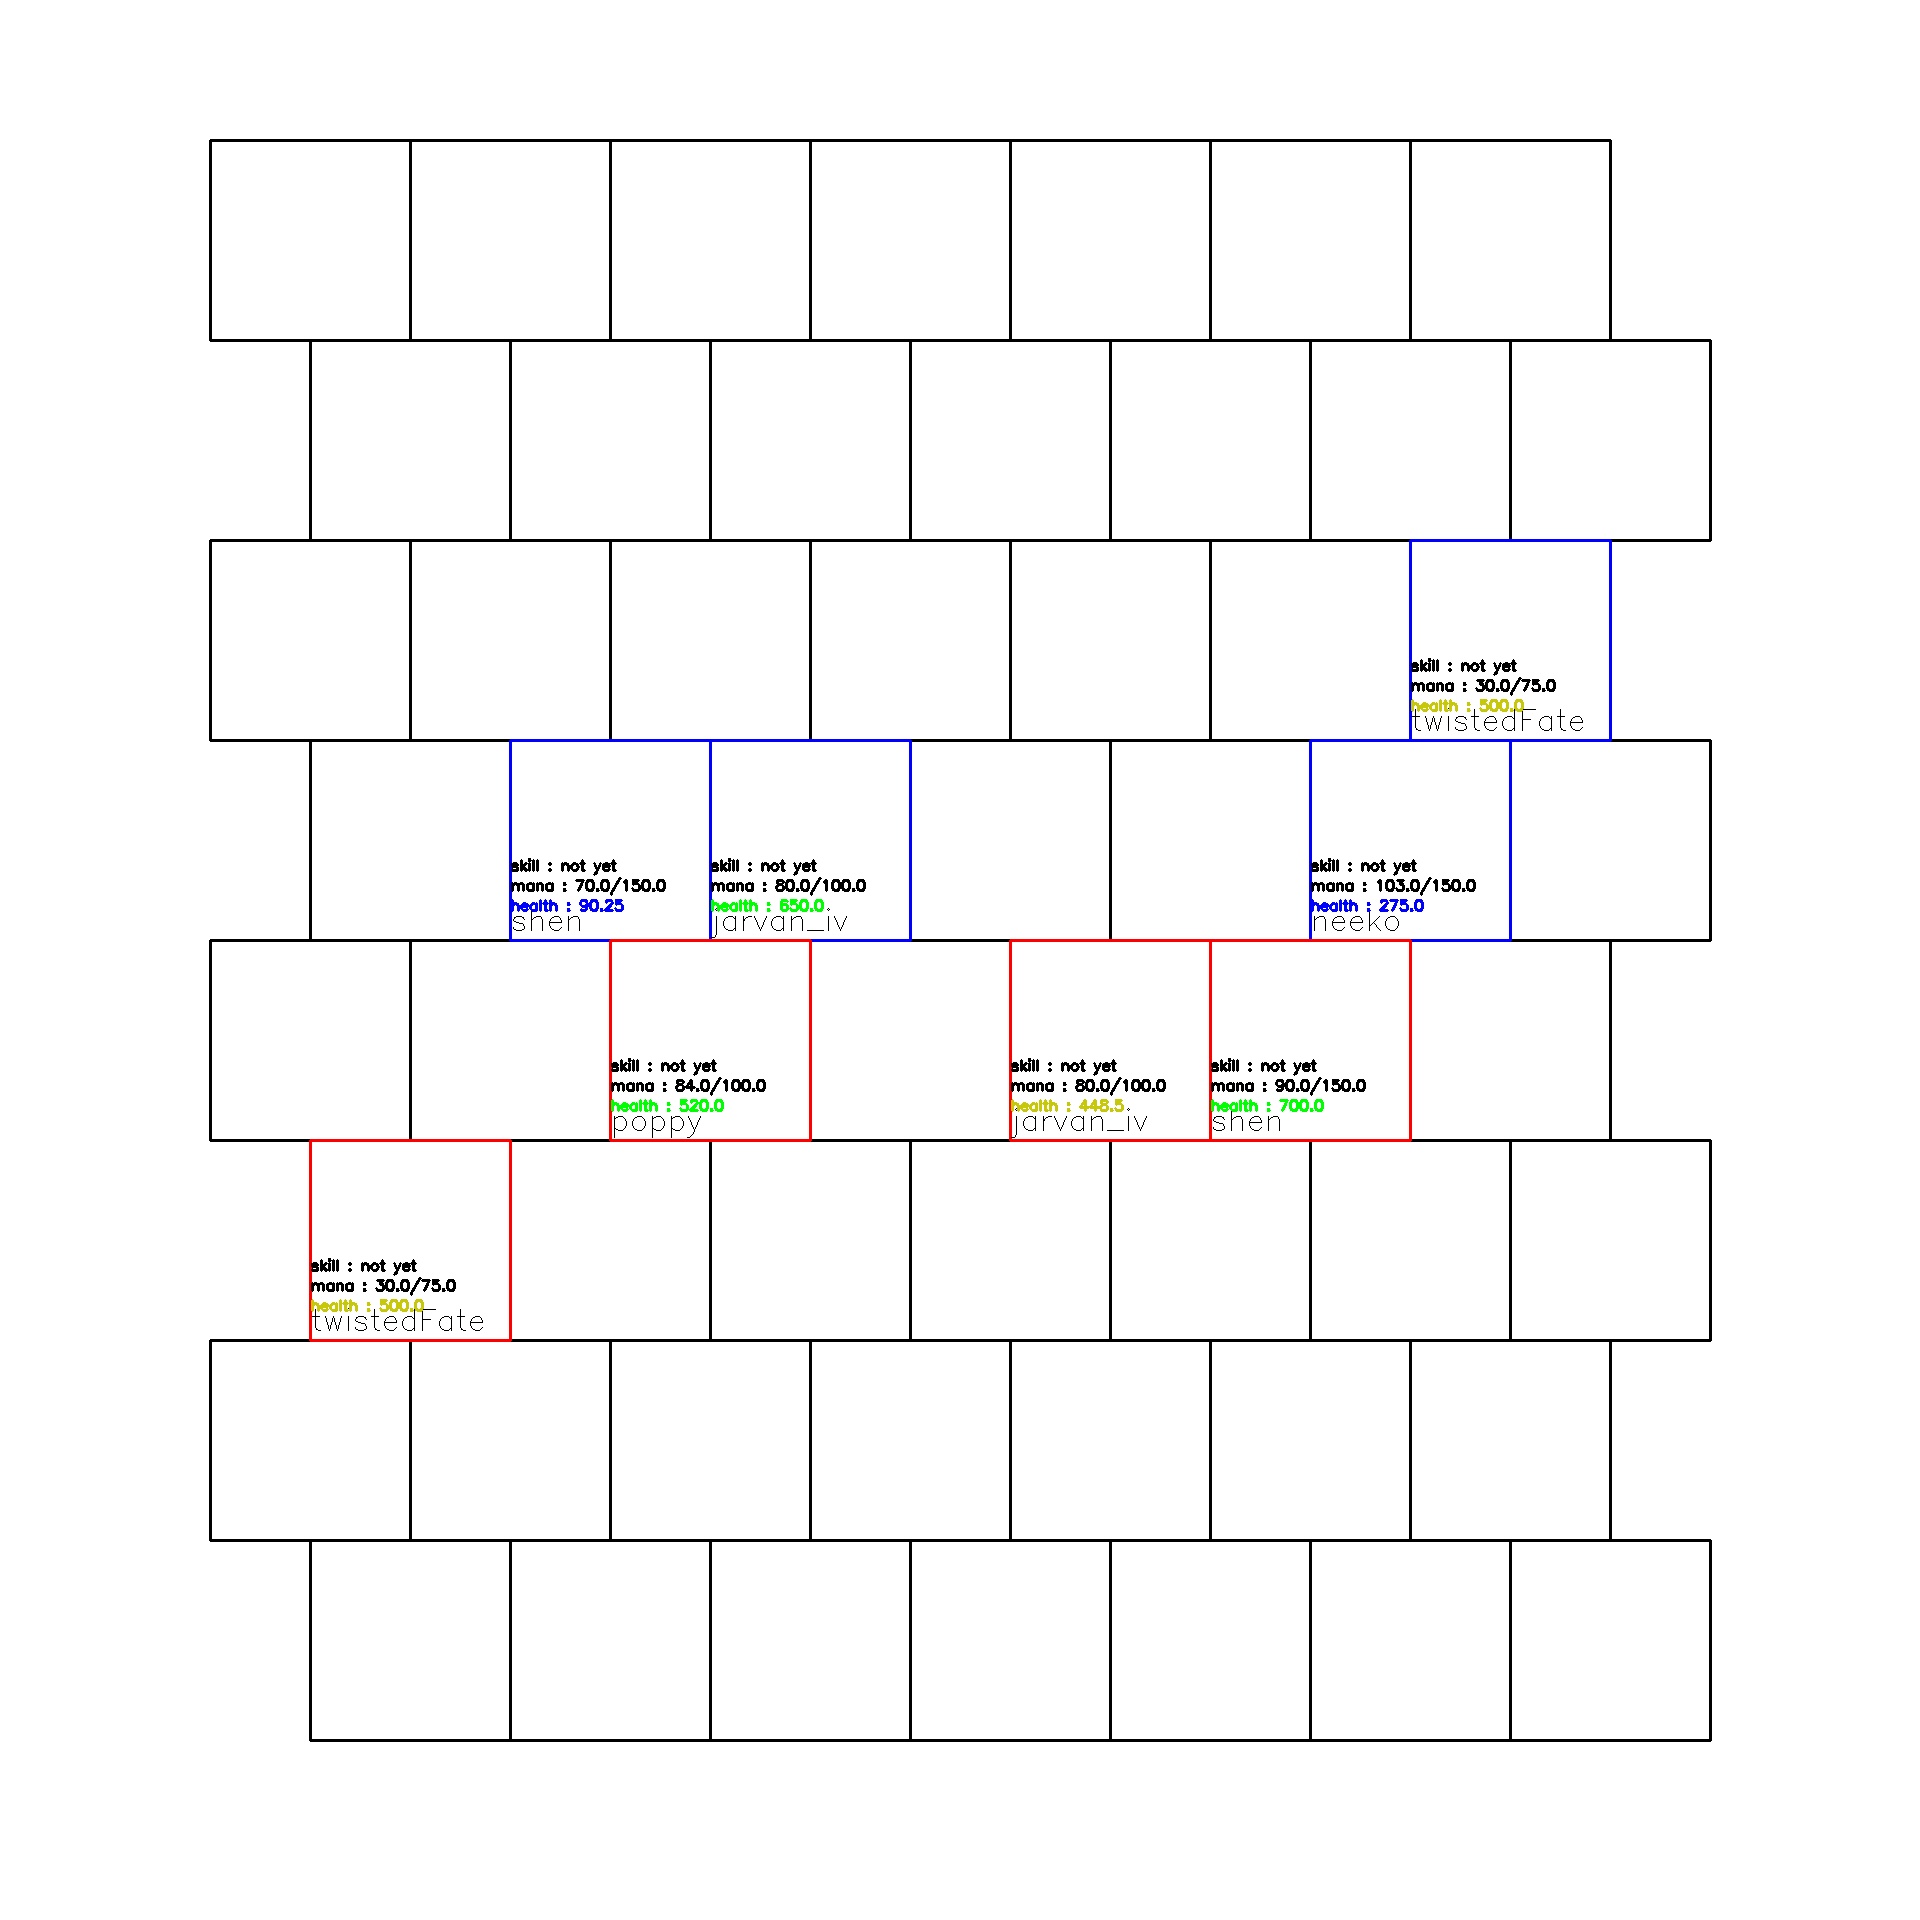 skill : not yet
mana : 30.0/75.0
health : 500.0
twistedFate
skill : not yet
mana : 70.0/150.0
health : 90.25
shen
skill : not yet
mana : 80.0/100.0
health : 650.0
jarvan_iv
skill : not yet
mana : 103.0/150.0
health : 275.0
neeko
skill : not yet
mana : 84.0/100.0
health : 520.0
poppy
skill : not yet
mana : 80.0/100.0
health : 448.5
jarvan_iv
skill : not yet
mana : 90.0/150.0
health : 700.0
shen
skill : not yet
mana : 30.0/75.0
health : 500.0
twistedFate